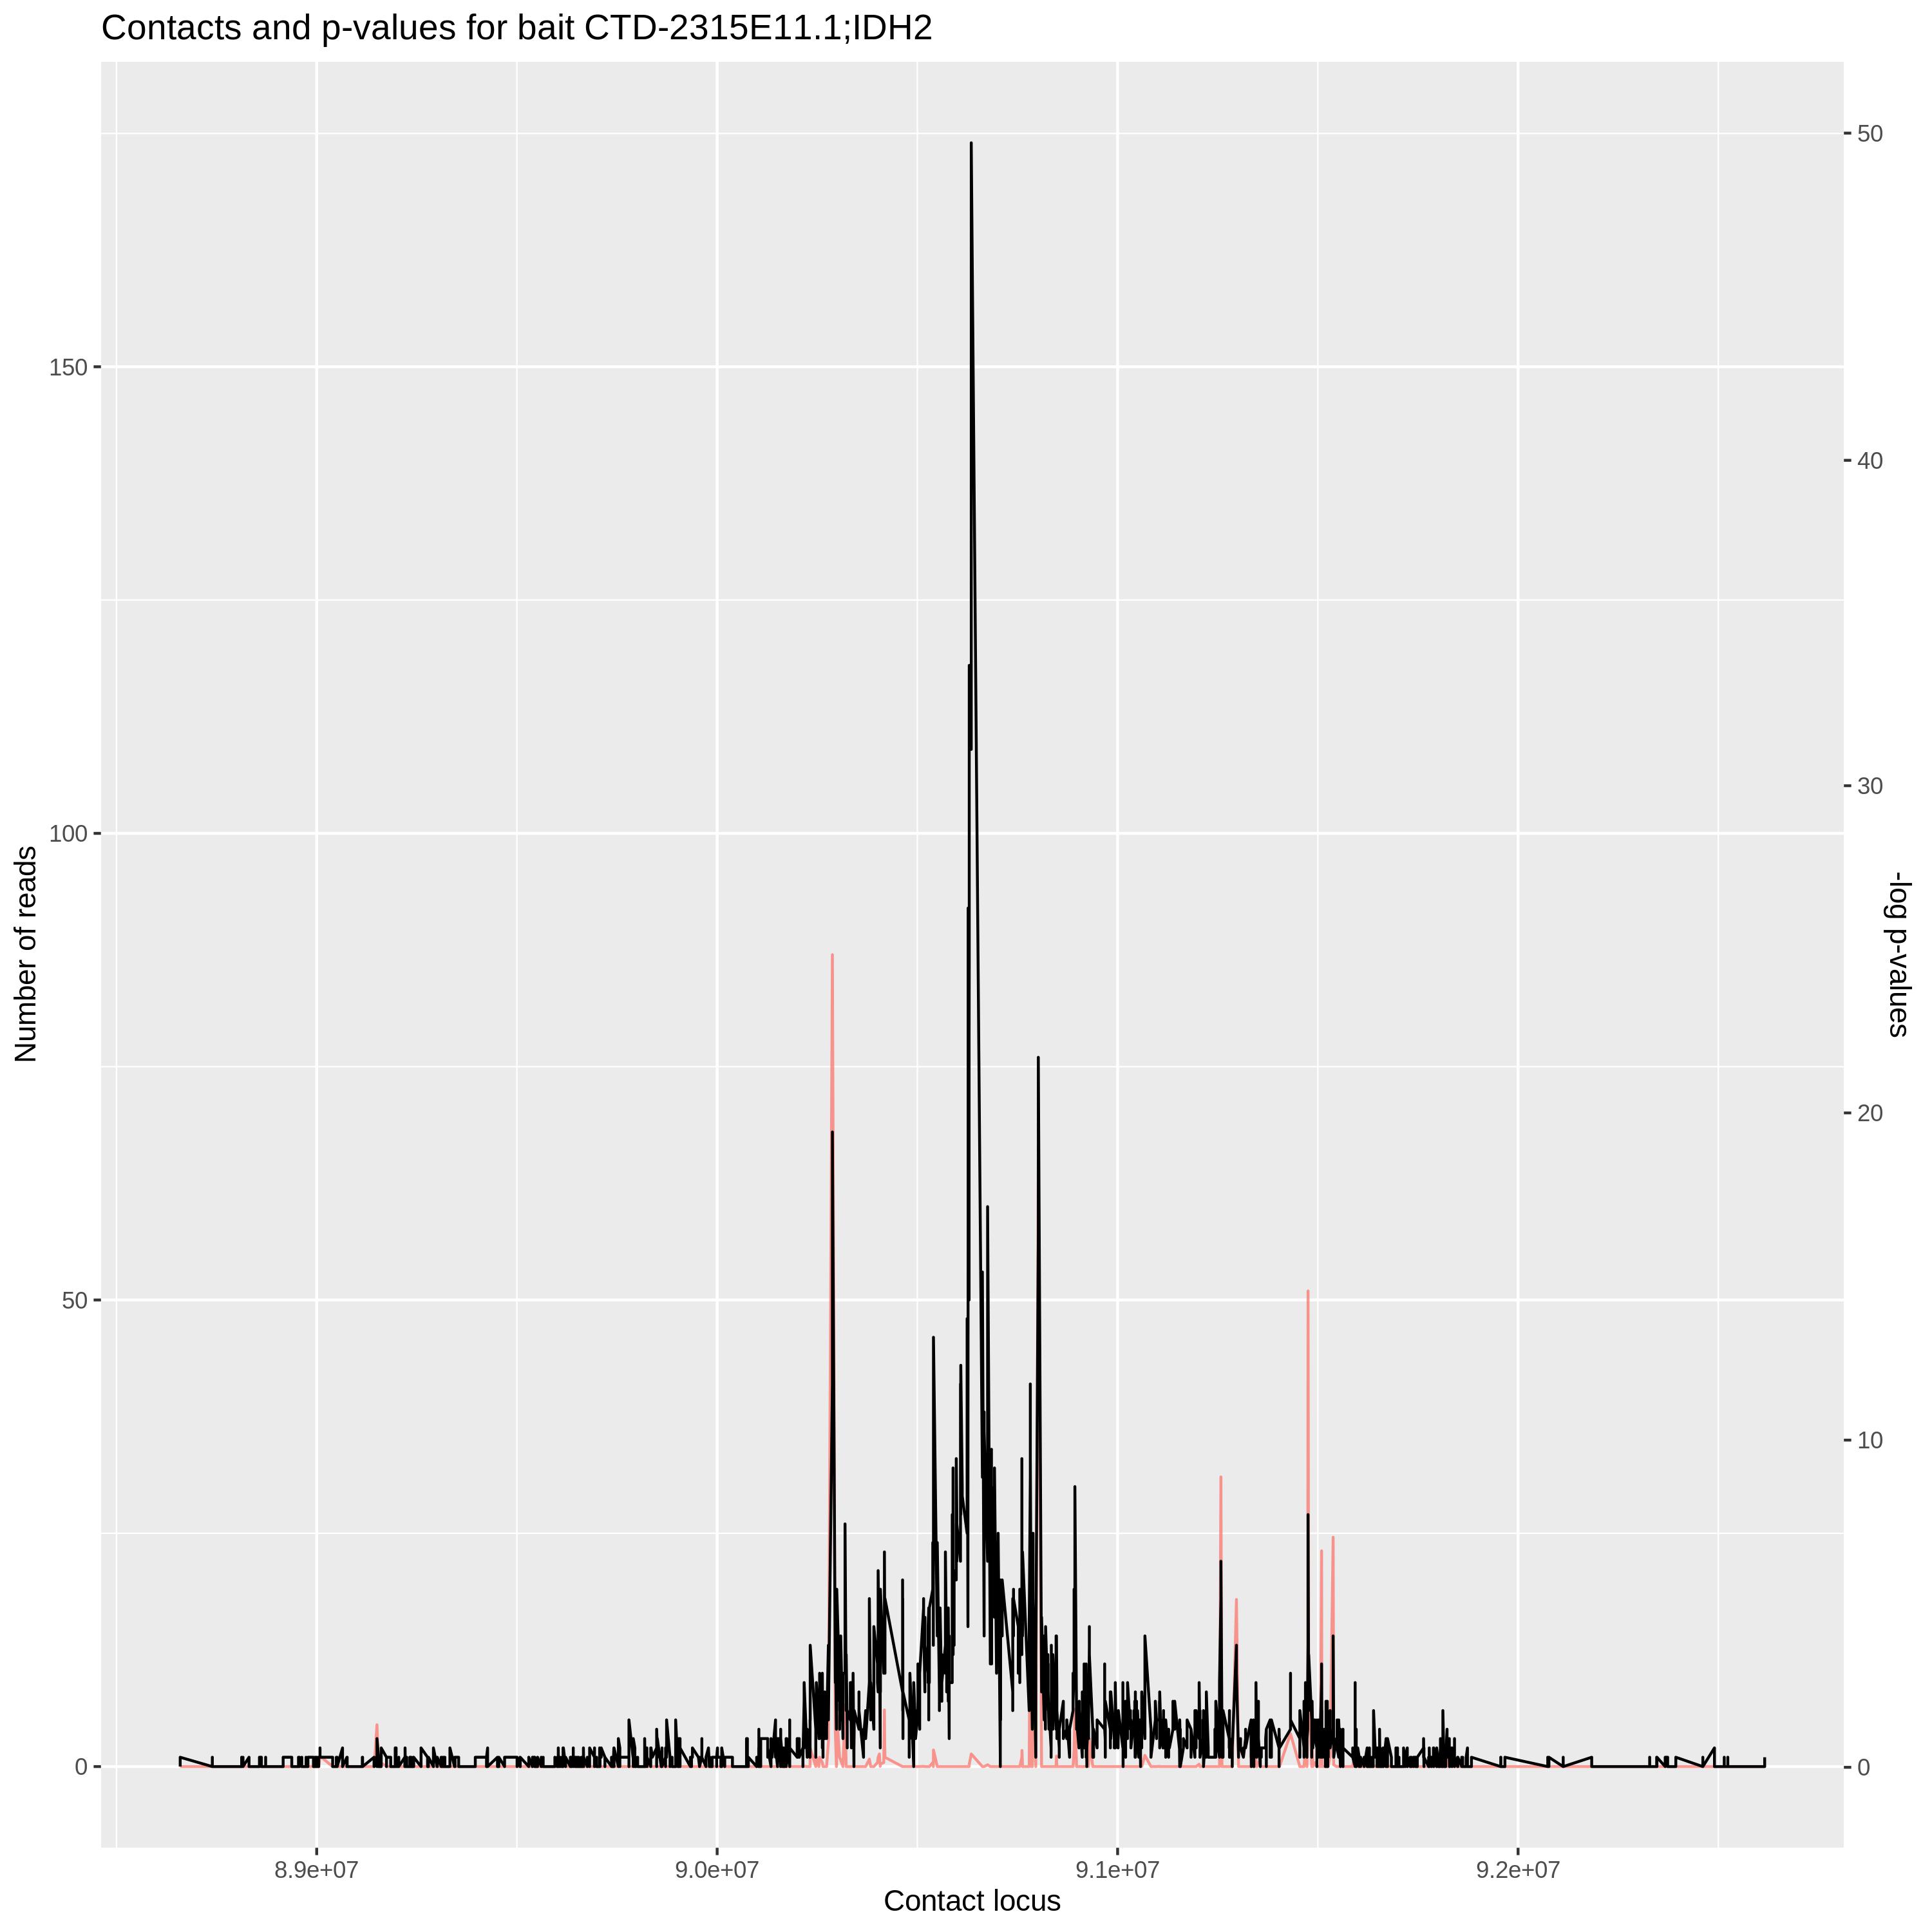 Contacts and p-values for bait CTD-2315E11.1;IDH2
50
150
40
30
100
Number of reads
-log p-values
20
50
10
0
0
8.9e+07
9.0e+07
9.1e+07
9.2e+07
Contact locus